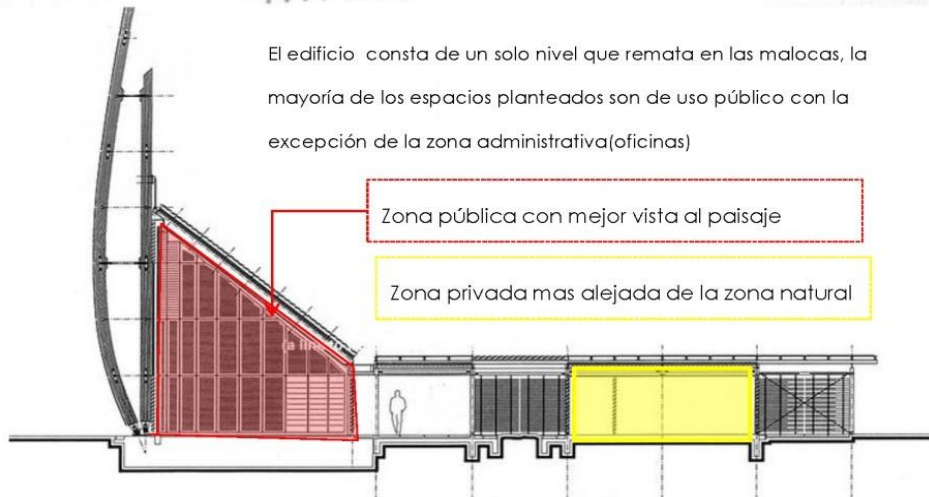 El edificio consta de un solo nivel que remata en las malocas, la
mayoría de los espacios planteados son de uso público con la
excepción de la zona administrativa(oficinas)
Zona pública con mejor vista al paisaje
Zona privada mas alejada de la zona natural